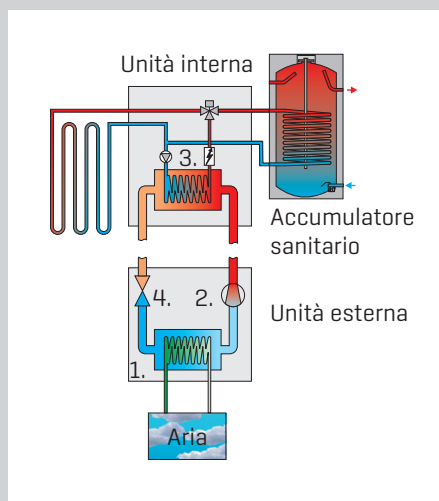 Unità interna
3.
Accumulatore
sanitario
4.
2.
Unità esterna
1.
Aria